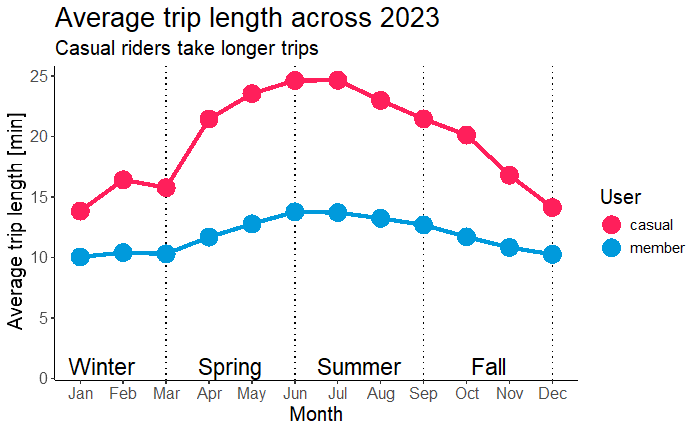 Average trip length across 2023
Casual riders take longer trips
Average trip length [min]
25
20
15
10
5
0
Winter Spring Summer Fall
Jan Feb Mar Apr May Jun Jul Aug Sep Oct Nov Dec
Month
User
casual
member